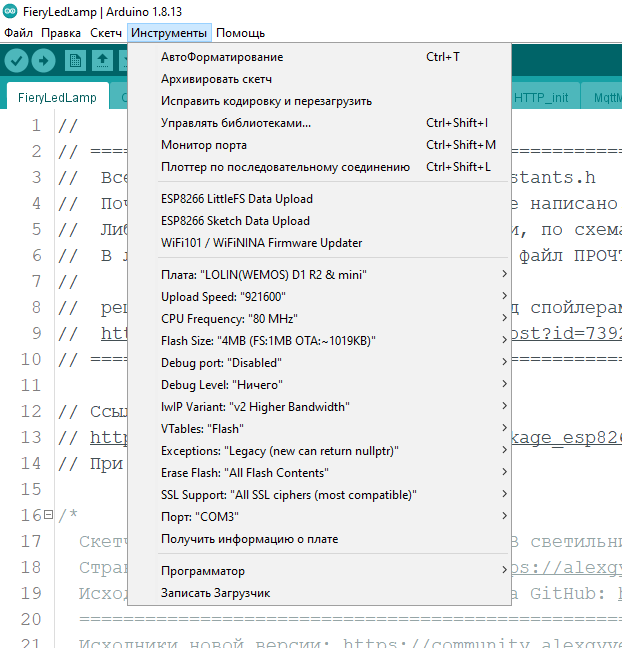 FieryLedLamp | Arduino 1.8.13
Файл Правка Скетч Инструменты Помощь
АвтоФорматирование Ctrl+T
Архивировать скетч
Исправить кодировку и перезагрузить
Управлять библиотеками... Ctrl+Shift+I
Монитор порта Ctrl+Shift+M
Плоттер по последовательному соединению Ctrl+Shift+L
ESP8266 LittleFS Data Upload
ESP8266 Sketch Data Upload
WiFi101 / WiFiNINA Firmware Updater
Плата: "LOLIN(WEMOS) D1 R2 & mini"
Upload Speed: "921600"
CPU Frequency: "80 MHz"
Flash Size: "4MB (FS:1MB OTA:~1019KB)"
Debug port: "Disabled"
Debug Level: "Ничего"
lwIP Variant: "v2 Higher Bandwidth"
VTables: "Flash"
Exceptions: "Legacy (new can return nullptr)"
Erase Flash: "All Flash Contents"
SSL Support: "All SSL ciphers (most compatible)"
Порт: "COM3"
Получить информацию о плате
Программатор
Записать Загрузчик
FieryLedLamp HTTP_init MqttM
1 //
2 // ====
3 // Все stants.h
4 // Поч е написано
5 // Либ и, по схема
6 // В л файл ПРОЧТ
7 //
8 // реш д спойлерам
9 // htt ost?id=7392
10 // ====
11
12 // Ссыл
13 // http kage_esp826
14 // При
15
16 /*
17 Скетч В светильни
18 Стран ps://alexgy
19 Исход а GitHub: h
20 ====
21 Исходники новой версии: https://community.alexgyve